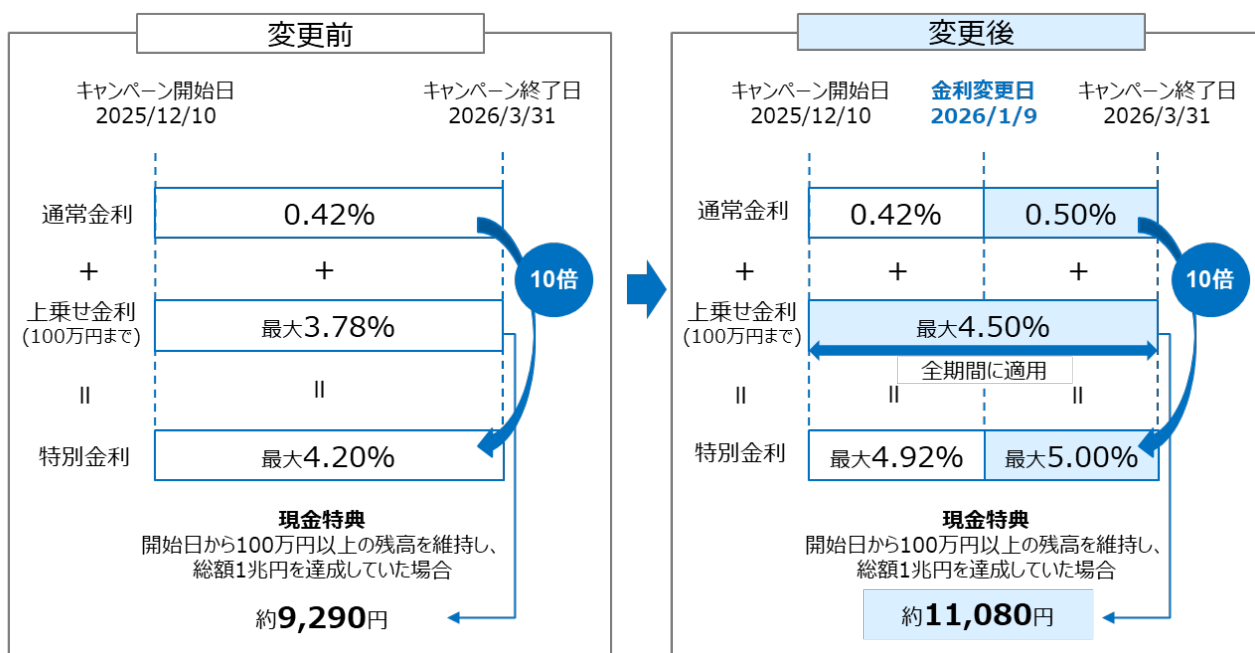 変更前
キャンペーン開始日
2025/12/10
キャンペーン終了日
2026/3/31
通常金利
0.42%
+
+
10倍
上乗せ金利
(100万円まで)
最大3.78%
=
=
特別金利
最大4.20%
現金特典
開始日から100万円以上の残高を維持し、
総額1兆円を達成していた場合
約9,290円
変更後
キャンペーン開始日
2025/12/10
金利変更日
2026/1/9
キャンペーン終了日
2026/3/31
通常金利
0.42%
0.50%
+
+
+
10倍
上乗せ金利
(100万円まで)
最大4.50%
全期間に適用
=
=
=
特別金利
最大4.92%
最大5.00%
現金特典
開始日から100万円以上の残高を維持し、
総額1兆円を達成していた場合
約11,080円